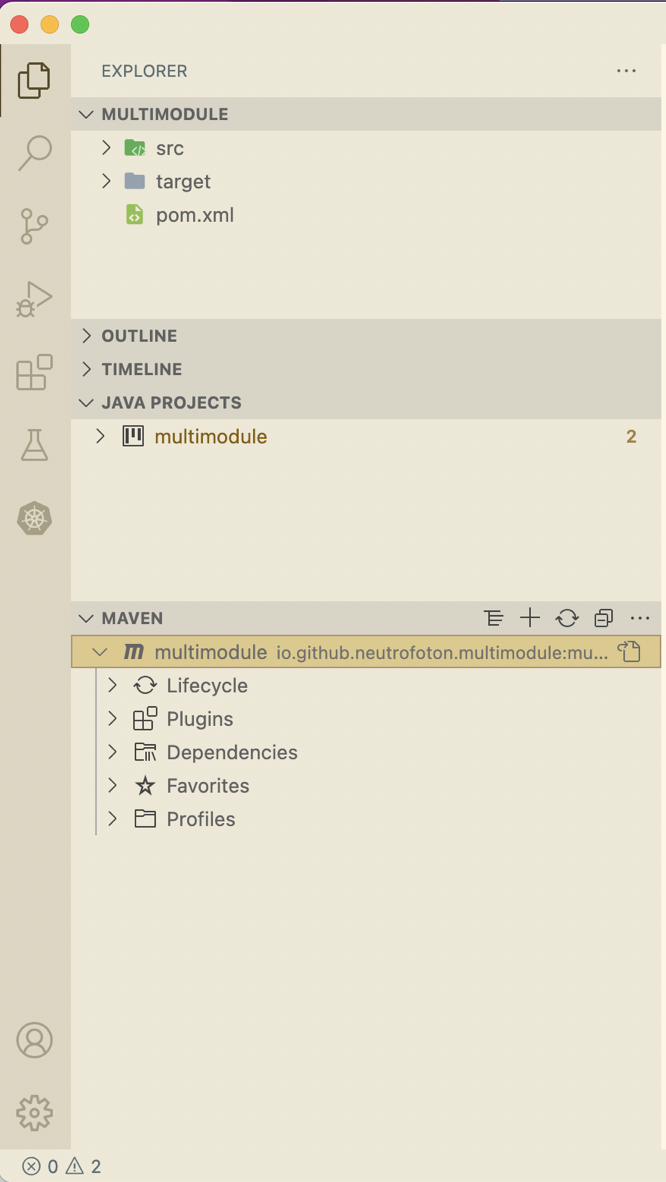 EXPLORER
MULTIMODULE
src
target
pom.xml
OUTLINE
TIMELINE
JAVA PROJECTS
multimodule 2
MAVEN
multimodule io.github.neutrofoton.multimodule:mu...
Lifecycle
Plugins
Dependencies
Favorites
Profiles
0 2